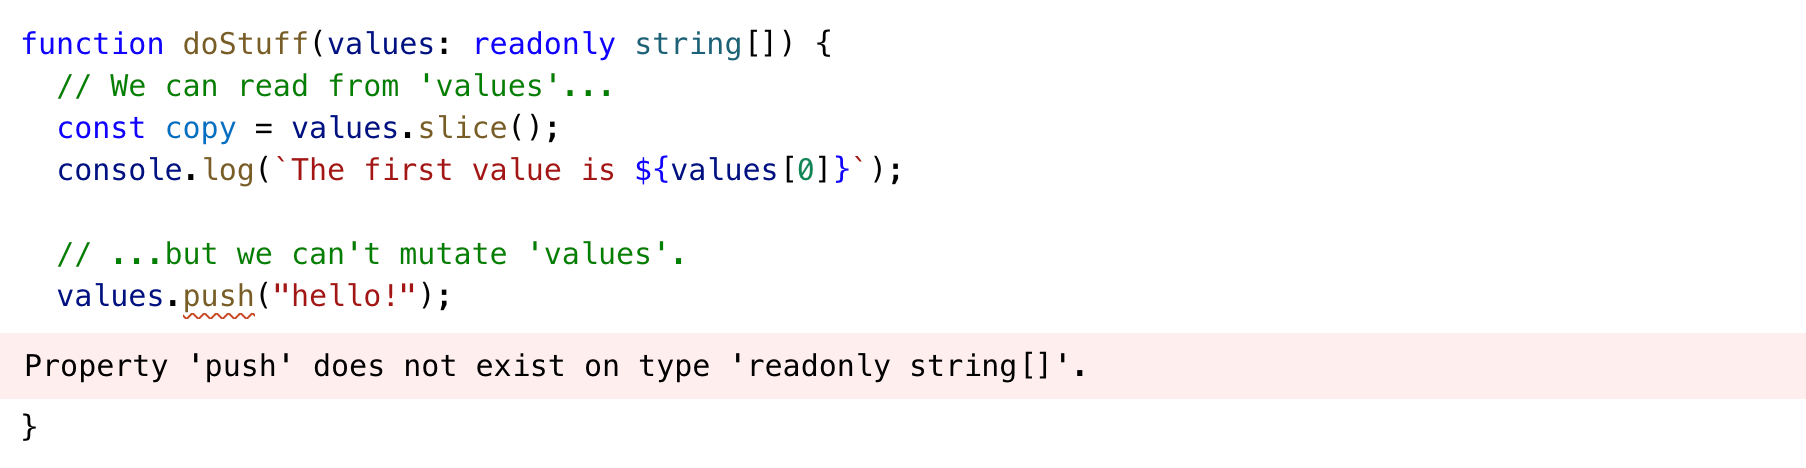 function doStuff(values: readonly string[]) {
  // We can read from 'values'...
  const copy = values.slice();
  console.log(`The first value is ${values[0]}`);

  // ...but we can't mutate 'values'.
  values.push("hello!");
Property 'push' does not exist on type 'readonly string[]'.
}